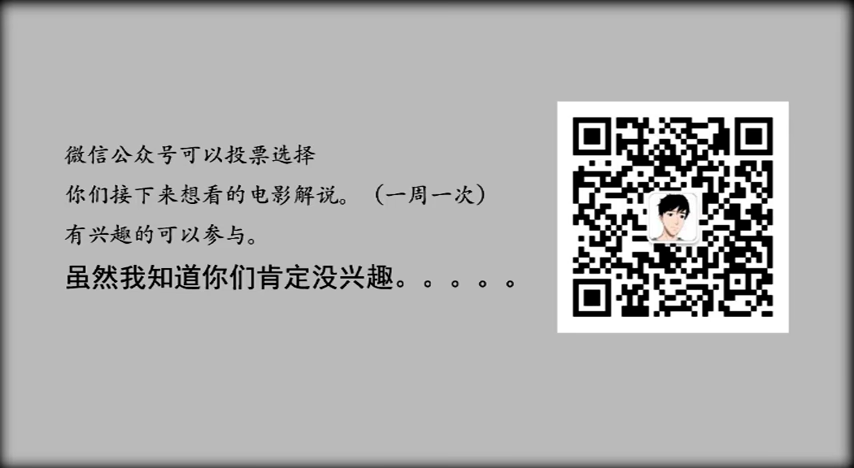 微信公众号可以投票选择
你们接下来想看的电影解说。（一周一次）
有兴趣的可以参与。
虽然我知道你们肯定没兴趣。。。。。